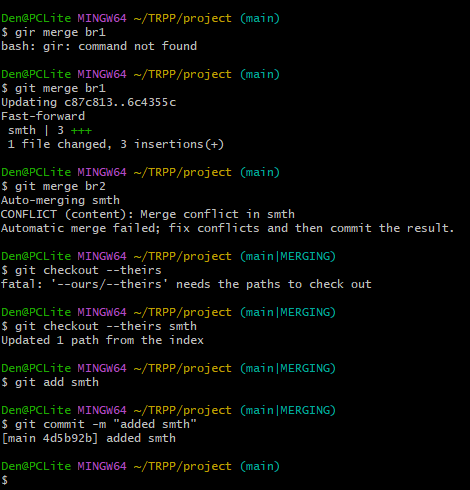 Den@PCLite MINGW64 ~/TRPP/project (main)
$ gir merge br1
bash: gir: command not found
Den@PCLite MINGW64 ~/TRPP/project (main)
$ git merge br1
Updating c87c813..6c4355c
Fast-forward
smth | 3 +++
1 file changed, 3 insertions(+)
Den@PCLite MINGW64 ~/TRPP/project (main)
$ git merge br2
Auto-merging smth
CONFLICT (content): Merge conflict in smth
Automatic merge failed; fix conflicts and then commit the result.
Den@PCLite MINGW64 ~/TRPP/project (main|MERGING)
$ git checkout --theirs
fatal: '--ours/--theirs' needs the paths to check out
Den@PCLite MINGW64 ~/TRPP/project (main|MERGING)
$ git checkout --theirs smth
Updated 1 path from the index
Den@PCLite MINGW64 ~/TRPP/project (main|MERGING)
$ git add smth
Den@PCLite MINGW64 ~/TRPP/project (main|MERGING)
$ git commit -m "added smth"
[main 4d5b92b] added smth
Den@PCLite MINGW64 ~/TRPP/project (main)
$